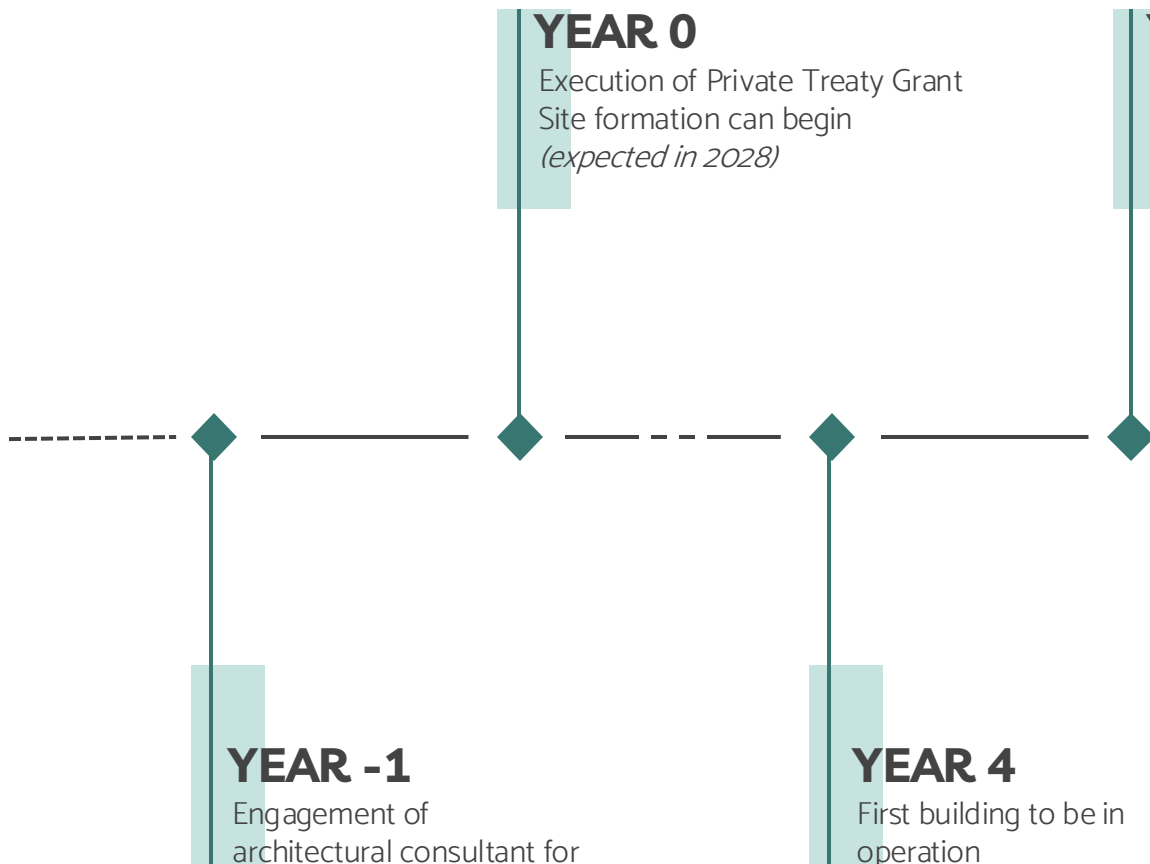 YEAR 0
Execution of Private Treaty Grant
Site formation can begin
(expected in 2028)
YEAR -1
Engagement of
architectural consultant for
YEAR 4
First building to be in
operation